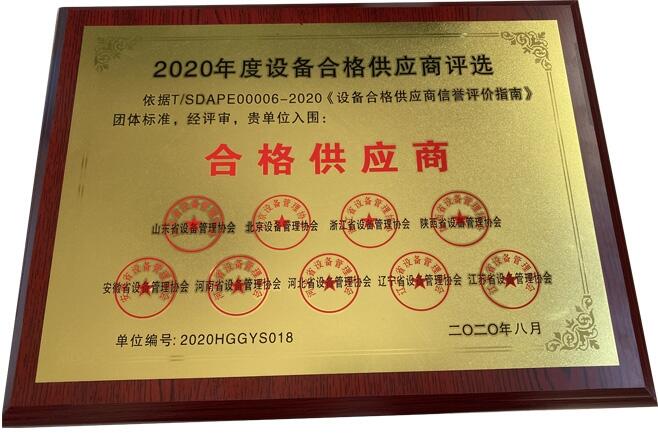 2020年度设备合格供应商评选
依据T/SDAPE00006-2020《设备合格供应商信誉评价指南》
团体标准，经评审，贵单位入围：
合格供应商
山东省设备管理协会 北京设备管理协会 浙江省设备管理协会 陕西省设备管理协会
安徽省设备管理协会 河南省设备管理协会 河北省设备管理协会 辽宁省设备管理协会 江苏省设备管理协会
单位编号：2020HGGYS018
二〇二〇年八月